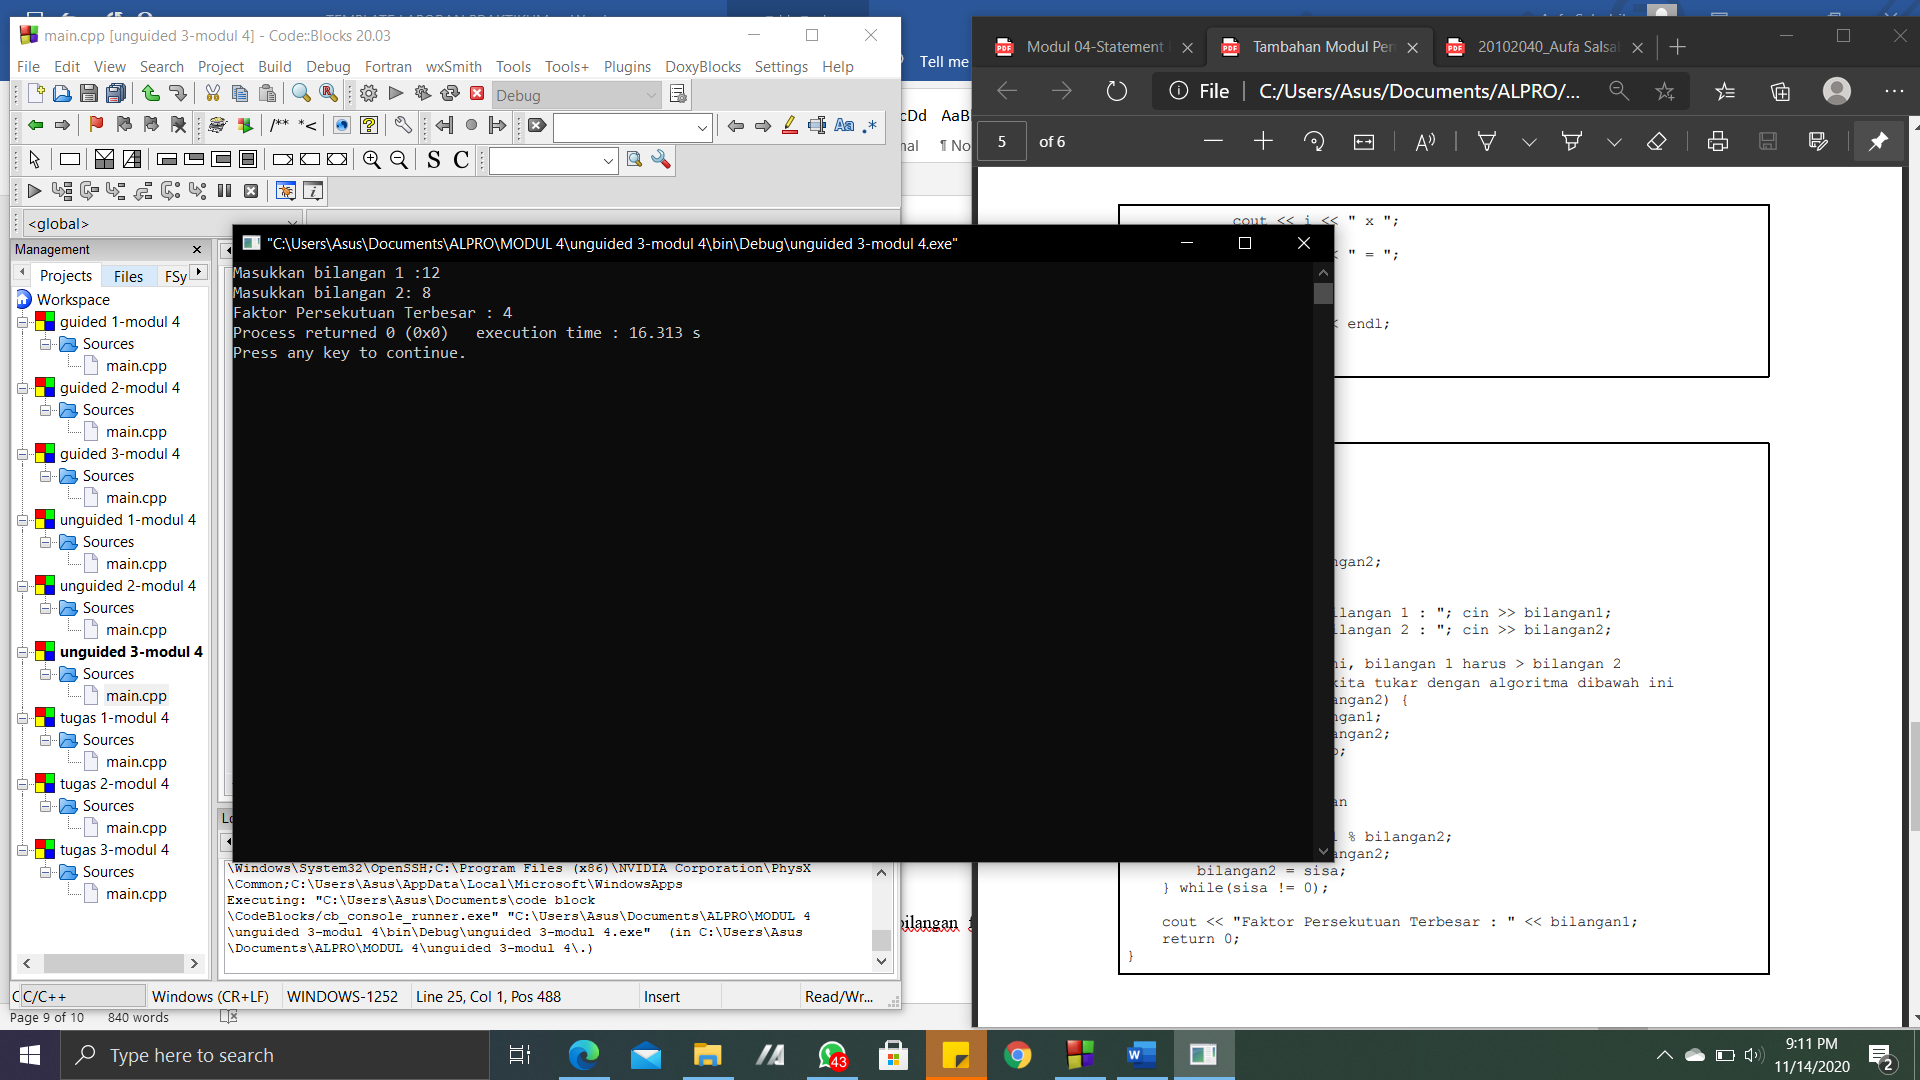 main.cpp [unguided 3-modul 4] - Code::Blocks 20.03
File Edit View Search Project Build Debug Fortran wxSmith Tools Tools+ Plugins DoxyBlocks Settings Help
Debug
<global>
Management
Projects Files FSy
Workspace
guided 1-modul 4
Sources
main.cpp
guided 2-modul 4
Sources
main.cpp
guided 3-modul 4
Sources
main.cpp
unguided 1-modul 4
Sources
main.cpp
unguided 2-modul 4
Sources
main.cpp
unguided 3-modul 4
Sources
main.cpp
tugas 1-modul 4
Sources
main.cpp
tugas 2-modul 4
Sources
main.cpp
tugas 3-modul 4
Sources
main.cpp
"C:\Users\Asus\Documents\ALPRO\MODUL 4\unguided 3-modul 4\bin\Debug\unguided 3-modul 4.exe"
Masukkan bilangan 1 :12
Masukkan bilangan 2: 8
Faktor Persekutuan Terbesar : 4
Process returned 0 (0x0)   execution time : 16.313 s
Press any key to continue.
\Windows\System32\OpenSSH;C:\Program Files (x86)\NVIDIA Corporation\PhysX
\Common;C:\Users\Asus\AppData\Local\Microsoft\WindowsApps
Executing: "C:\Users\Asus\Documents\code block
\CodeBlocks/cb_console_runner.exe" "C:\Users\Asus\Documents\ALPRO\MODUL 4
\unguided 3-modul 4\bin\Debug\unguided 3-modul 4.exe"  (in C:\Users\Asus
\Documents\ALPRO\MODUL 4\unguided 3-modul 4\.)
C/C++ Windows (CR+LF) WINDOWS-1252 Line 25, Col 1, Pos 488 Insert Read/Wr...
Page 9 of 10 840 words
Tell me
cDd AaB
nal ¶ No
bilangan f
Modul 04-Statement
Tambahan Modul Per
20102040_Aufa Salsal
File C:/Users/Asus/Documents/ALPRO/...
5 of 6
cout << i << " x ";
< " = ";
< endl;
ngan2;
ilangan 1 : "; cin >> bilangan1;
ilangan 2 : "; cin >> bilangan2;
ni, bilangan 1 harus > bilangan 2
kita tukar dengan algoritma dibawah ini
angan2) {
ngan1;
angan2;
p;
an
1 % bilangan2;
angan2;
bilangan2 = sisa;
} while(sisa != 0);
cout << "Faktor Persekutuan Terbesar : " << bilangan1;
return 0;
}
Type here to search
43
9:11 PM
11/14/2020
2